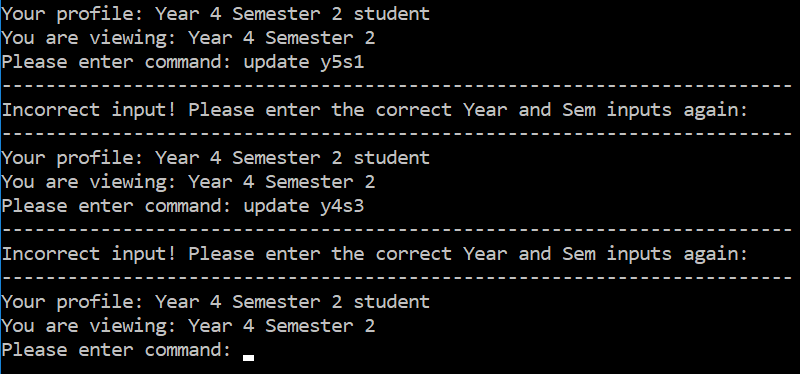 Your profile: Year 4 Semester 2 student
You are viewing: Year 4 Semester 2
Please enter command: update y5s1
------------------------------------------------------------------------
Incorrect input! Please enter the correct Year and Sem inputs again:
------------------------------------------------------------------------
Your profile: Year 4 Semester 2 student
You are viewing: Year 4 Semester 2
Please enter command: update y4s3
------------------------------------------------------------------------
Incorrect input! Please enter the correct Year and Sem inputs again:
------------------------------------------------------------------------
Your profile: Year 4 Semester 2 student
You are viewing: Year 4 Semester 2
Please enter command: